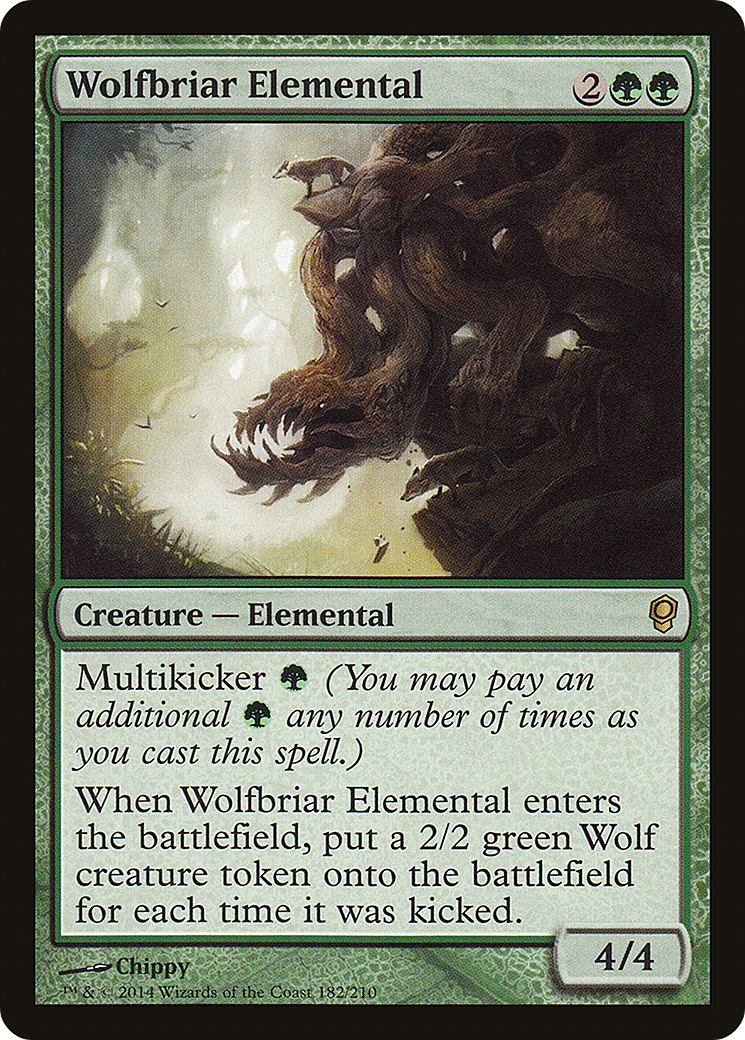 Wolfbriar Elemental 2
Creature — Elemental
Multikicker (You may pay an
additional any number of times as
you cast this spell.)
When Wolfbriar Elemental enters
the battlefield, put a 2/2 green Wolf
creature token onto the battlefield
for each time it was kicked.
4/4
Chippy
™ & © 2014 Wizards of the Coast 182/210